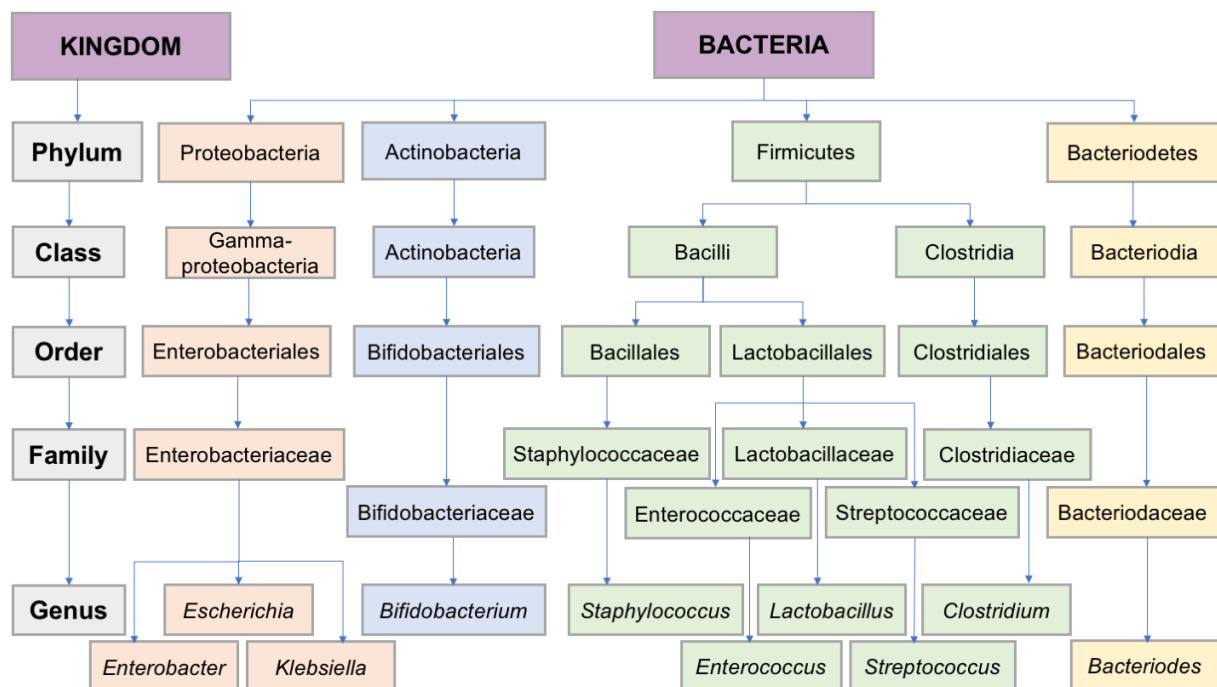 KINGDOM
BACTERIA
Phylum
Proteobacteria
Actinobacteria
Firmicutes
Bacteriodetes
Class
Gamma-
proteobacteria
Actinobacteria
Bacilli
Clostridia
Bacteriodia
Order
Enterobacteriales
Bifidobacteriales
Bacillales
Lactobacillales
Clostridiales
Bacteriodales
Family
Enterobacteriaceae
Staphylococcaceae
Lactobacillaceae
Clostridiaceae
Bifidobacteriaceae
Enterococcaceae
Streptococcaceae
Bacteriodaceae
Genus
Escherichia
Bifidobacterium
Staphylococcus
Lactobacillus
Clostridium
Enterobacter
Klebsiella
Enterococcus
Streptococcus
Bacteriodes